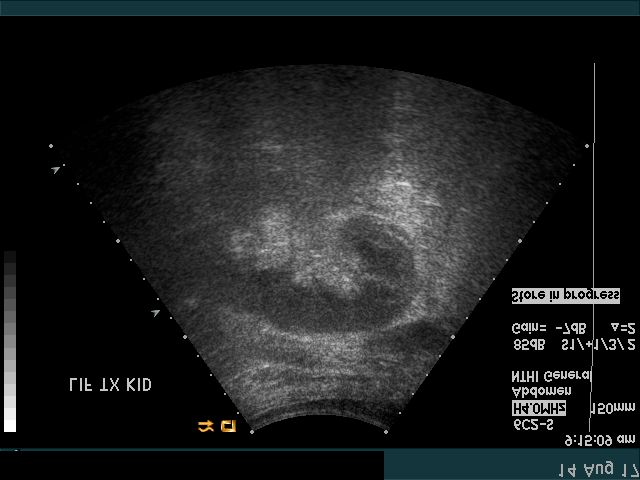 14 Aug 17
9:15:09 am
6C2-S
H4.0MHz 150mm
Abdomen
NTHI General
85dB S1/+1/3/2
Gain= -7dB Δ=2
Store in progress
LIF TX KID